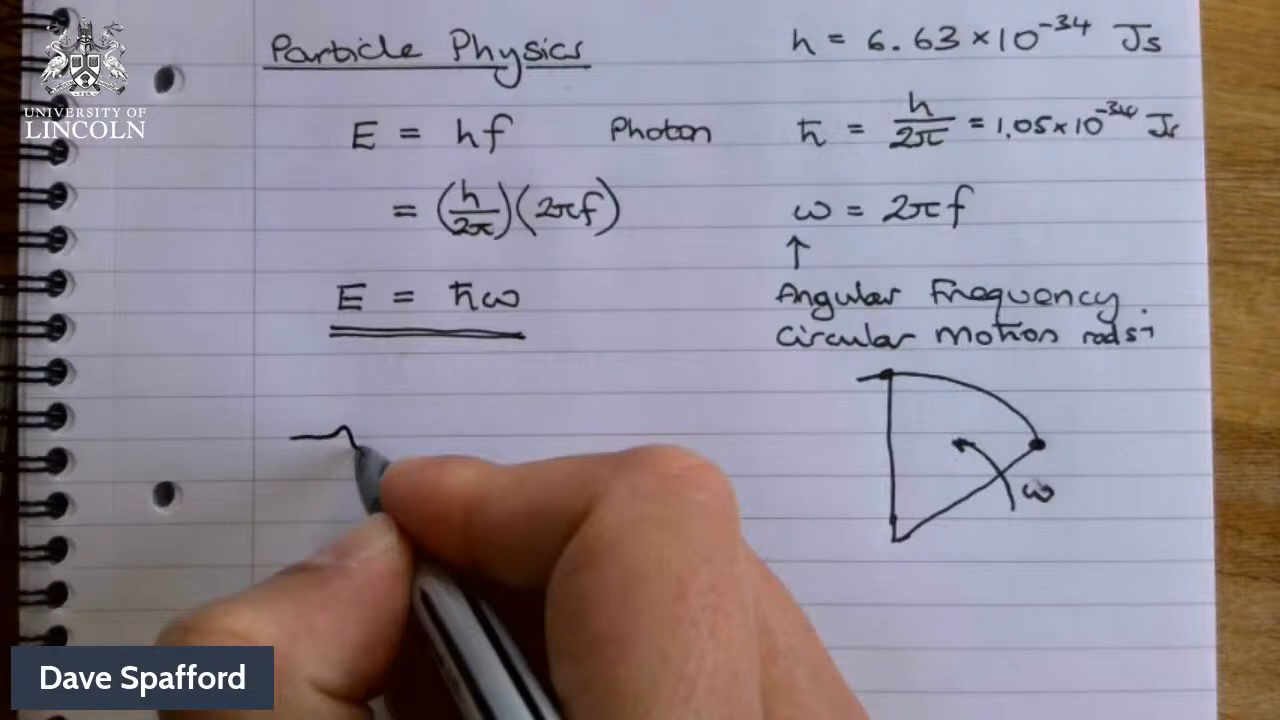 UNIVERSITY OF
LINCOLN
Particle Physics
E = hf Photon
= (h/2π)(2πf)
E = ħω
h = 6.63 × 10⁻³⁴ Js
ħ = h/2π = 1.05 × 10⁻³⁴ Js
ω = 2πf
↑
Angular Frequency
Circular Motion rads⁻¹
ω
Dave Spafford